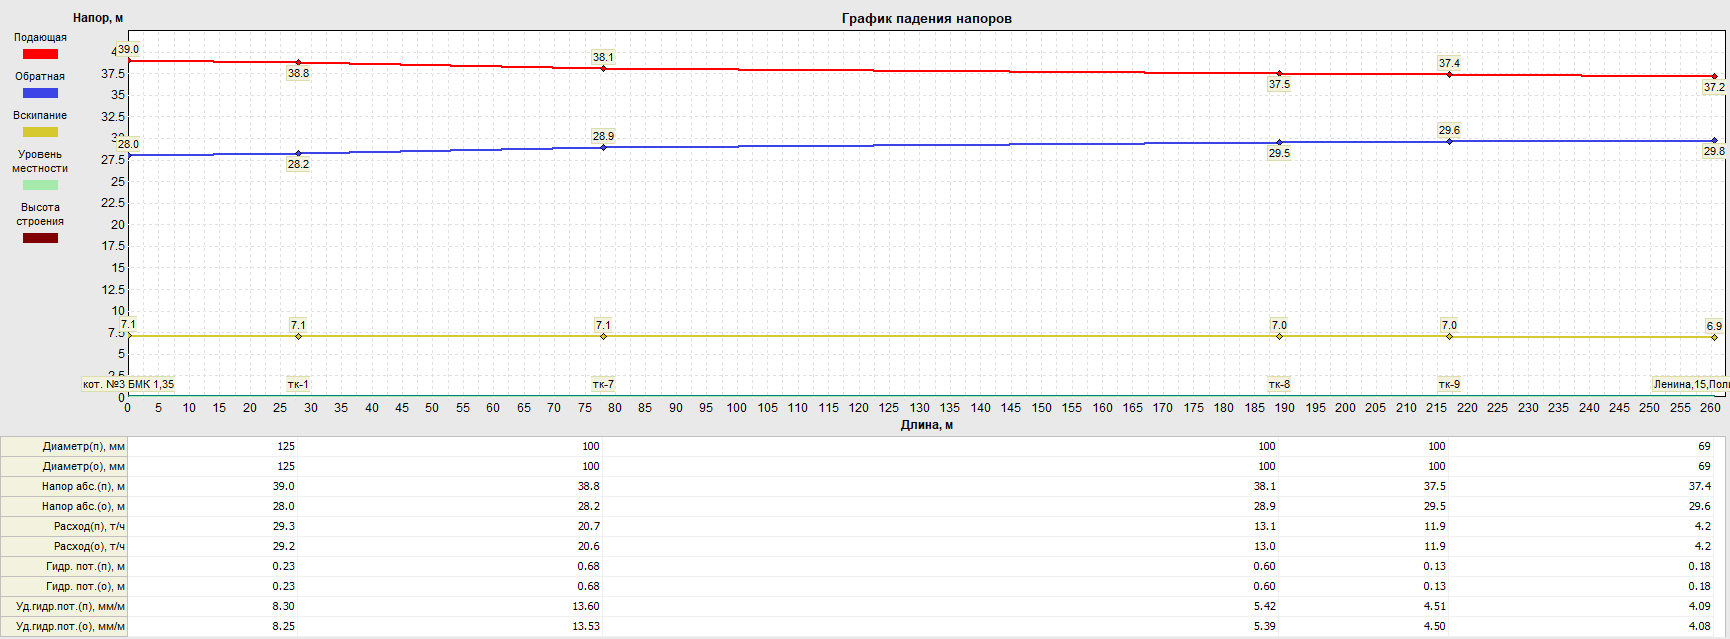 Напор, м
График падения напоров
Подающая
Обратная
Вскипание
Уровень
местности
Высота
строения
39.0
38.8
38.1
37.5
37.4
37.2
28.0
28.2
28.9
29.5
29.6
29.8
7.1
7.1
7.1
7.0
7.0
6.9
37.5
35
32.5
27.5
25
22.5
20
17.5
15
12.5
10
7.5
5
2.5
0
кот. №3 БМК 1,35
тк-1
тк-7
тк-8
тк-9
Ленина,15,Пол
0 5 10 15 20 25 30 35 40 45 50 55 60 65 70 75 80 85 90 95 100 105 110 115 120 125 130 135 140 145 150 155 160 165 170 175 180 185 190 195 200 205 210 215 220 225 230 235 240 245 250 255 260
Длина, м
Диаметр(п), мм 125 100 100 100 69
Диаметр(о), мм 125 100 100 100 69
Напор абс.(п), м 39.0 38.8 38.1 37.5 37.4
Напор абс.(о), м 28.0 28.2 28.9 29.5 29.6
Расход(п), т/ч 29.3 20.7 13.1 11.9 4.2
Расход(о), т/ч 29.2 20.6 13.0 11.9 4.2
Гидр. пот.(п), м 0.23 0.68 0.60 0.13 0.18
Гидр. пот.(о), м 0.23 0.68 0.60 0.13 0.18
Уд.гидр.пот.(п), мм/м 8.30 13.60 5.42 4.51 4.09
Уд.гидр.пот.(о), мм/м 8.25 13.53 5.39 4.50 4.08